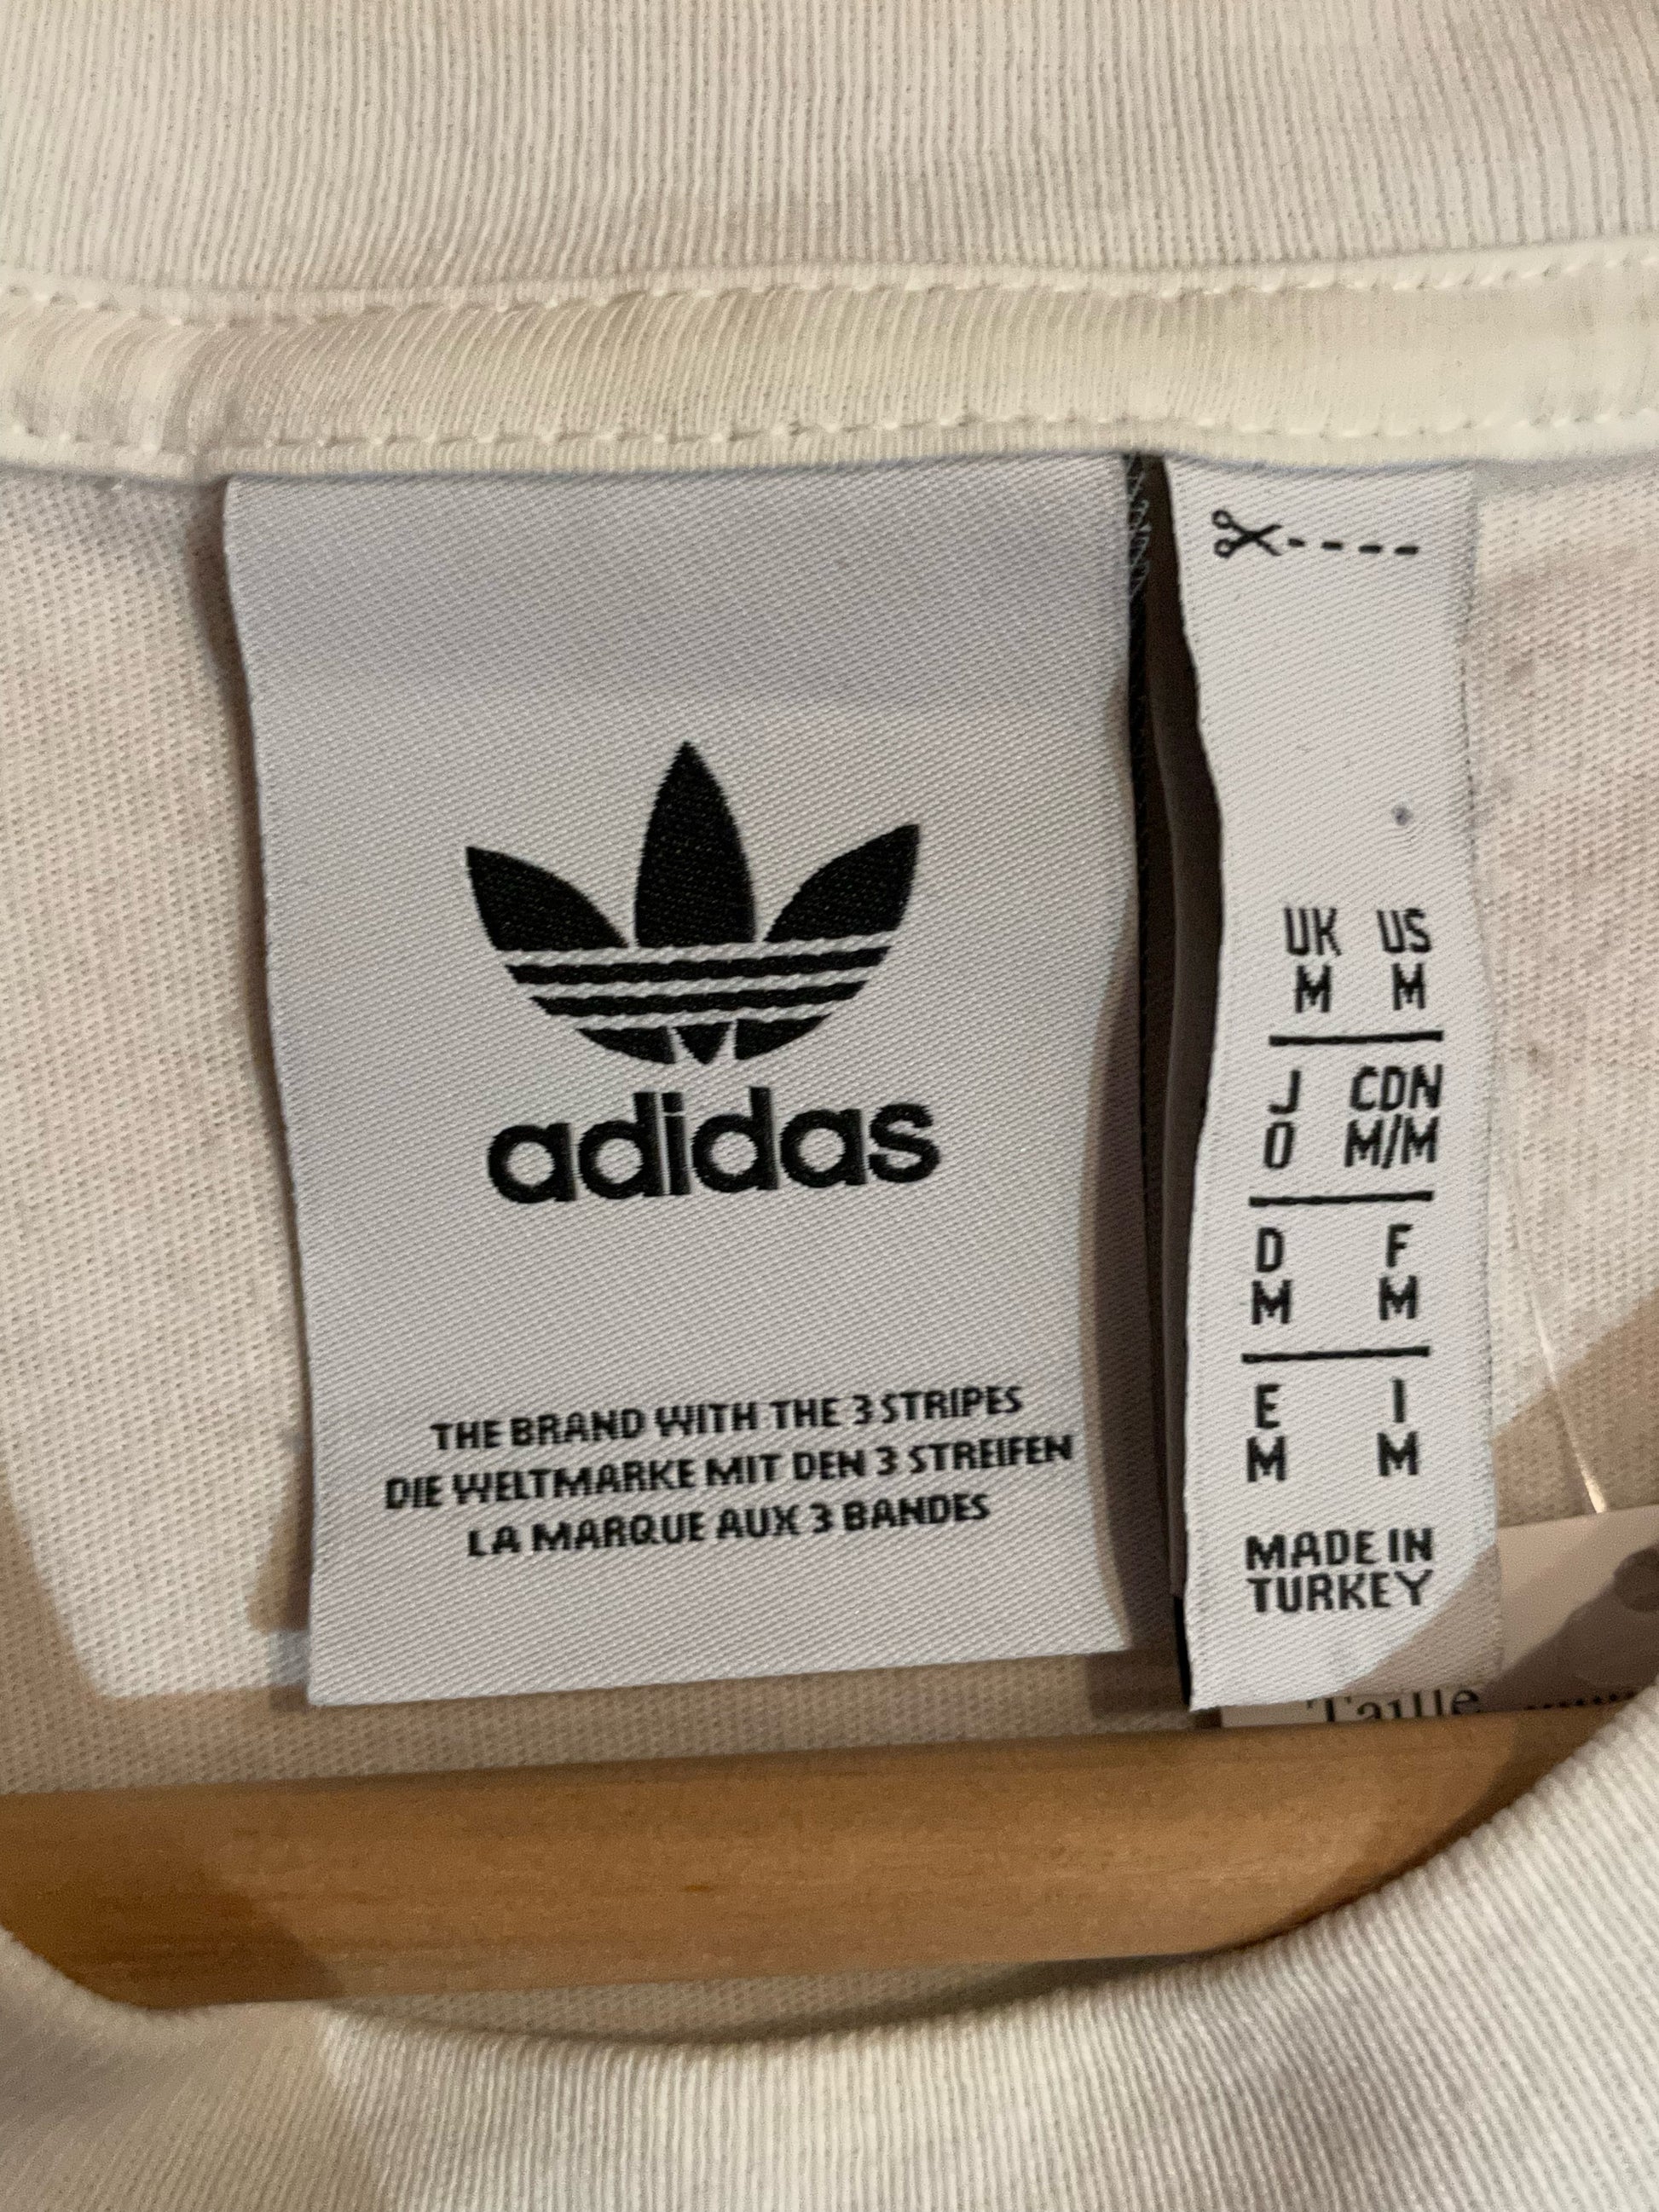 adidas
THE BRAND WITH THE 3 STRIPES
DIE WELTMARKE MIT DEN 3 STREIFEN
LA MARQUE AUX 3 BANDES
UK US
M M
J CDN
O M/M
D F
M M
E I
M M
MADE IN
TURKEY
Taille